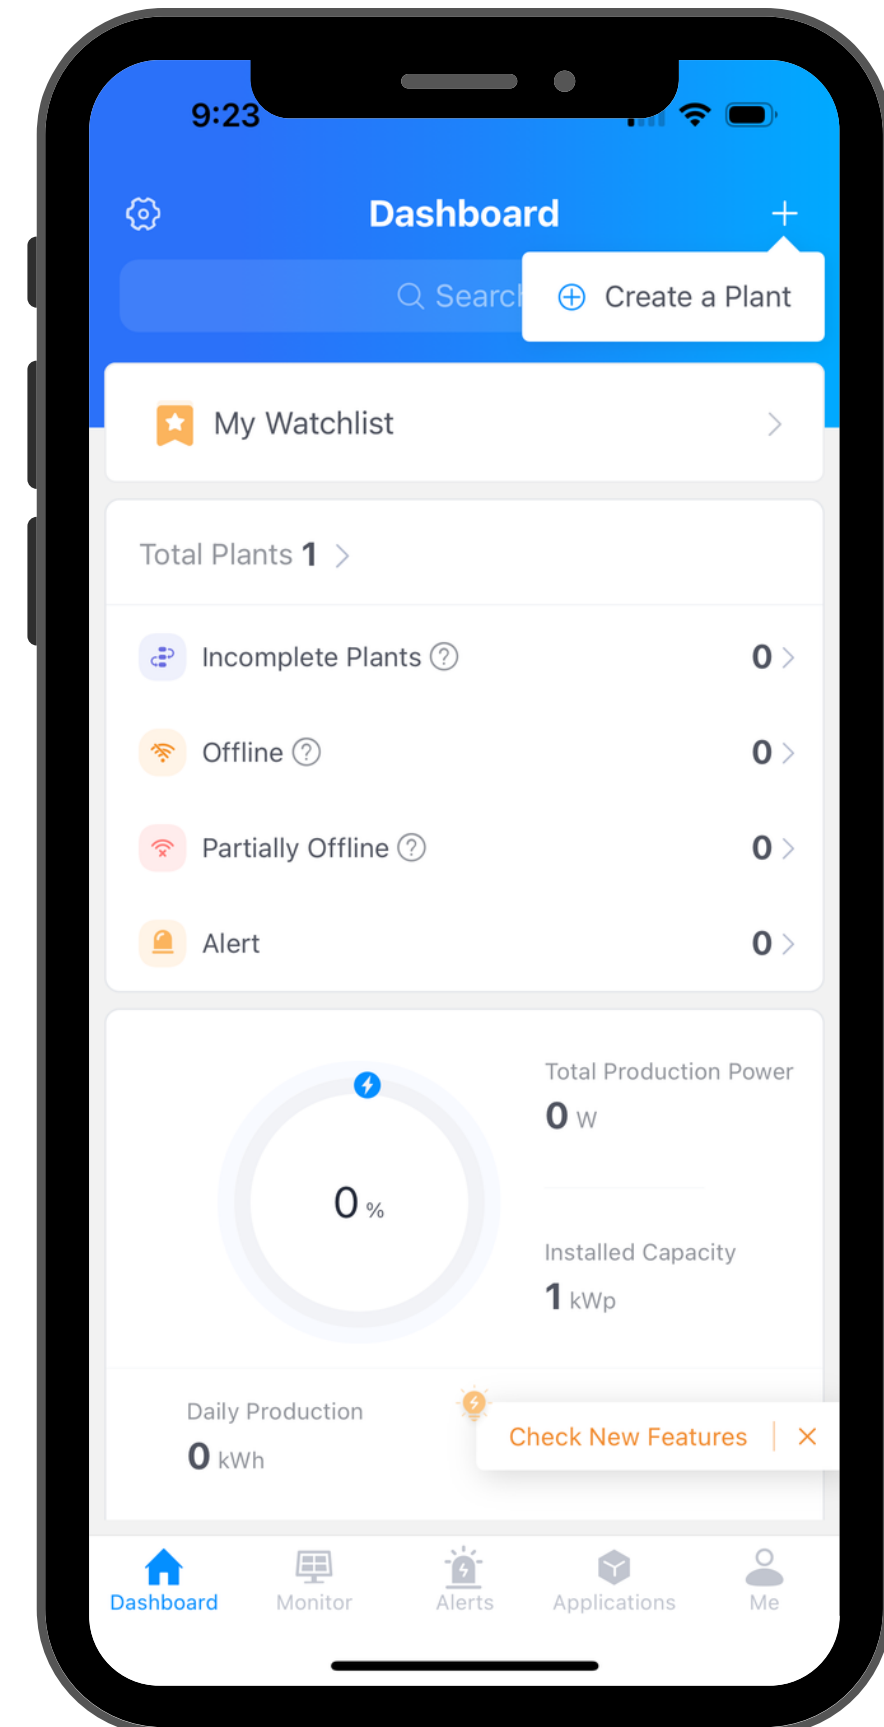 9:23
Dashboard
Search
Create a Plant
My Watchlist
Total Plants 1
Incomplete Plants ? 0
Offline ? 0
Partially Offline ? 0
Alert 0
Total Production Power
0 W
0 %
Installed Capacity
1 kWp
Daily Production
0 kWh
Check New Features
Dashboard Monitor Alerts Applications Me